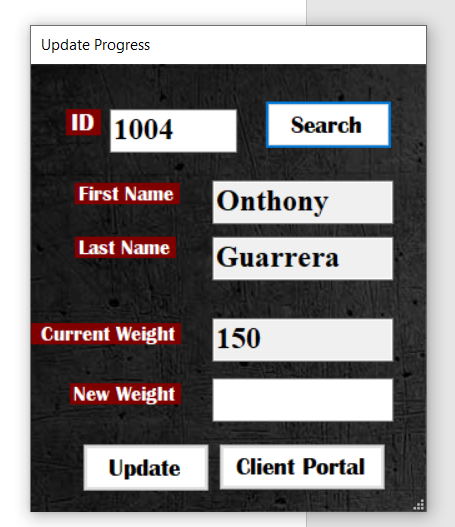 Update Progress
ID 1004 Search
First Name Onthony
Last Name Guarrera
Current Weight 150
New Weight
Update Client Portal